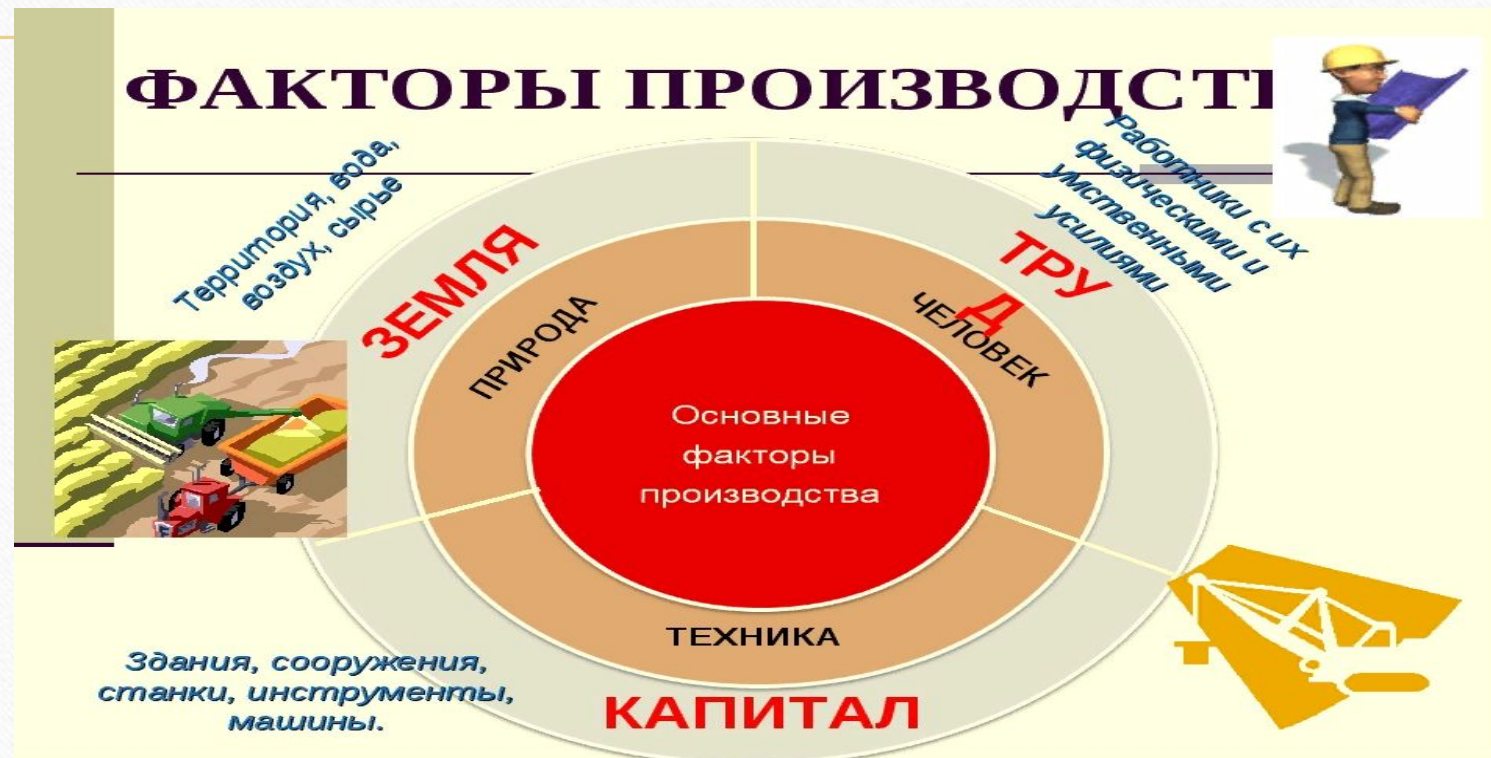 ФАКТОРЫ ПРОИЗВОДСТ
Территория, вода,
воздух, сырье
Работники с их
физическими и
умственными
усилиями
ЗЕМЛЯ
ТРУ
Д
ПРИРОДА
ЧЕЛОВЕК
Основные
факторы
производства
ТЕХНИКА
КАПИТАЛ
Здания, сооружения,
станки, инструменты,
машины.